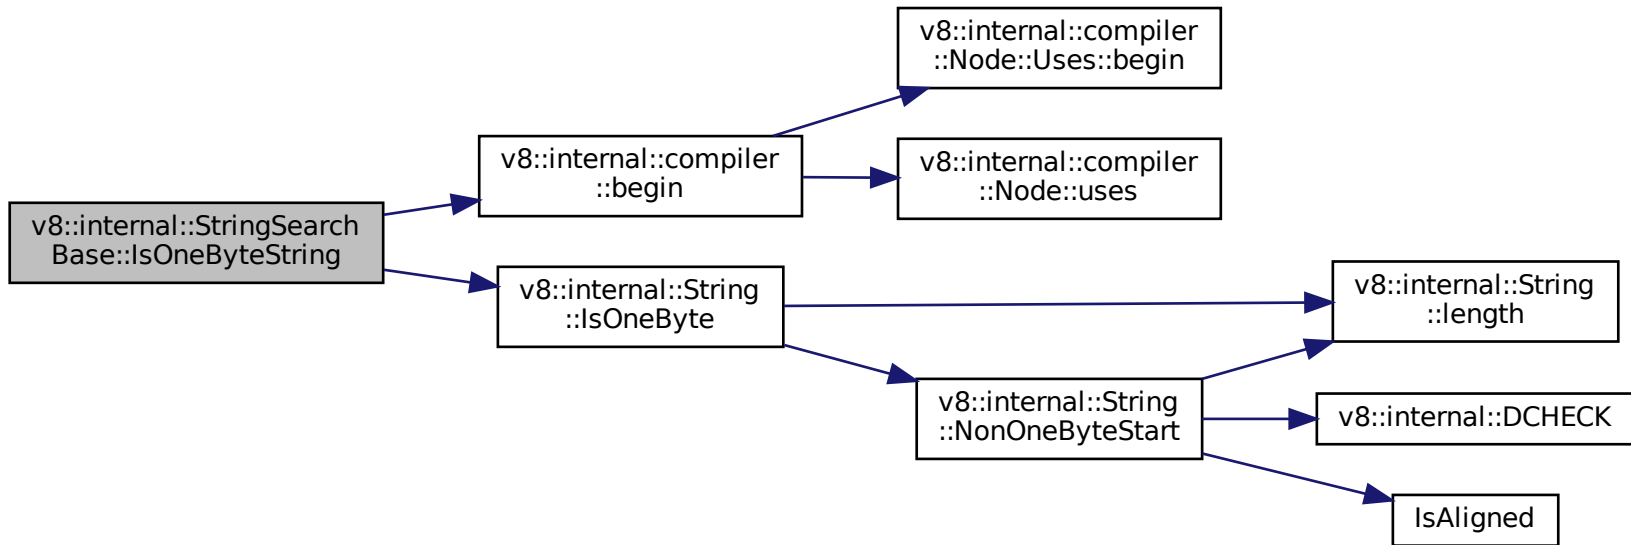 v8::internal::compiler
::Node::Uses::begin
v8::internal::compiler
::begin
v8::internal::compiler
::Node::uses
v8::internal::StringSearch
Base::IsOneByteString
v8::internal::String
::IsOneByte
v8::internal::String
::length
v8::internal::String
::NonOneByteStart
v8::internal::DCHECK
IsAligned